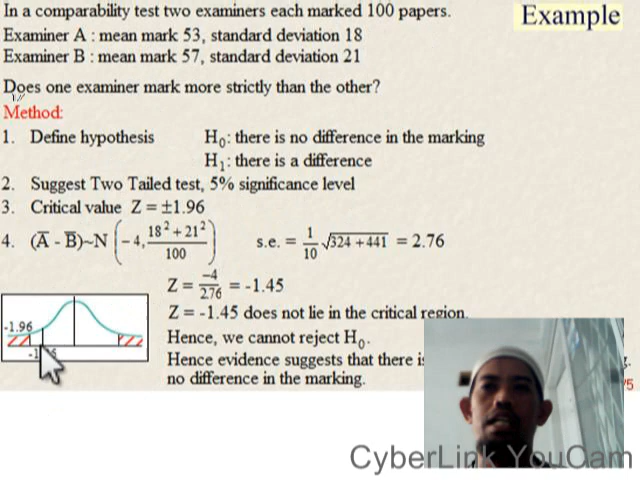 In a comparability test two examiners each marked 100 papers.
Example
Examiner A : mean mark 53, standard deviation 18
Examiner B : mean mark 57, standard deviation 21
Does one examiner mark more strictly than the other?
Method:
1. Define hypothesis H₀: there is no difference in the marking
H₁: there is a difference
2. Suggest Two Tailed test, 5% significance level
3. Critical value Z = ±1.96
4. (A̅ - B̅)~N(-4, (18² + 21²)/100) s.e. = 1/10 √(324 + 441) = 2.76
Z = -4/2.76 = -1.45
Z = -1.45 does not lie in the critical region.
-1.96
Hence, we cannot reject H₀.
Hence evidence suggests that there is
no difference in the marking.
CyberLink YouCam